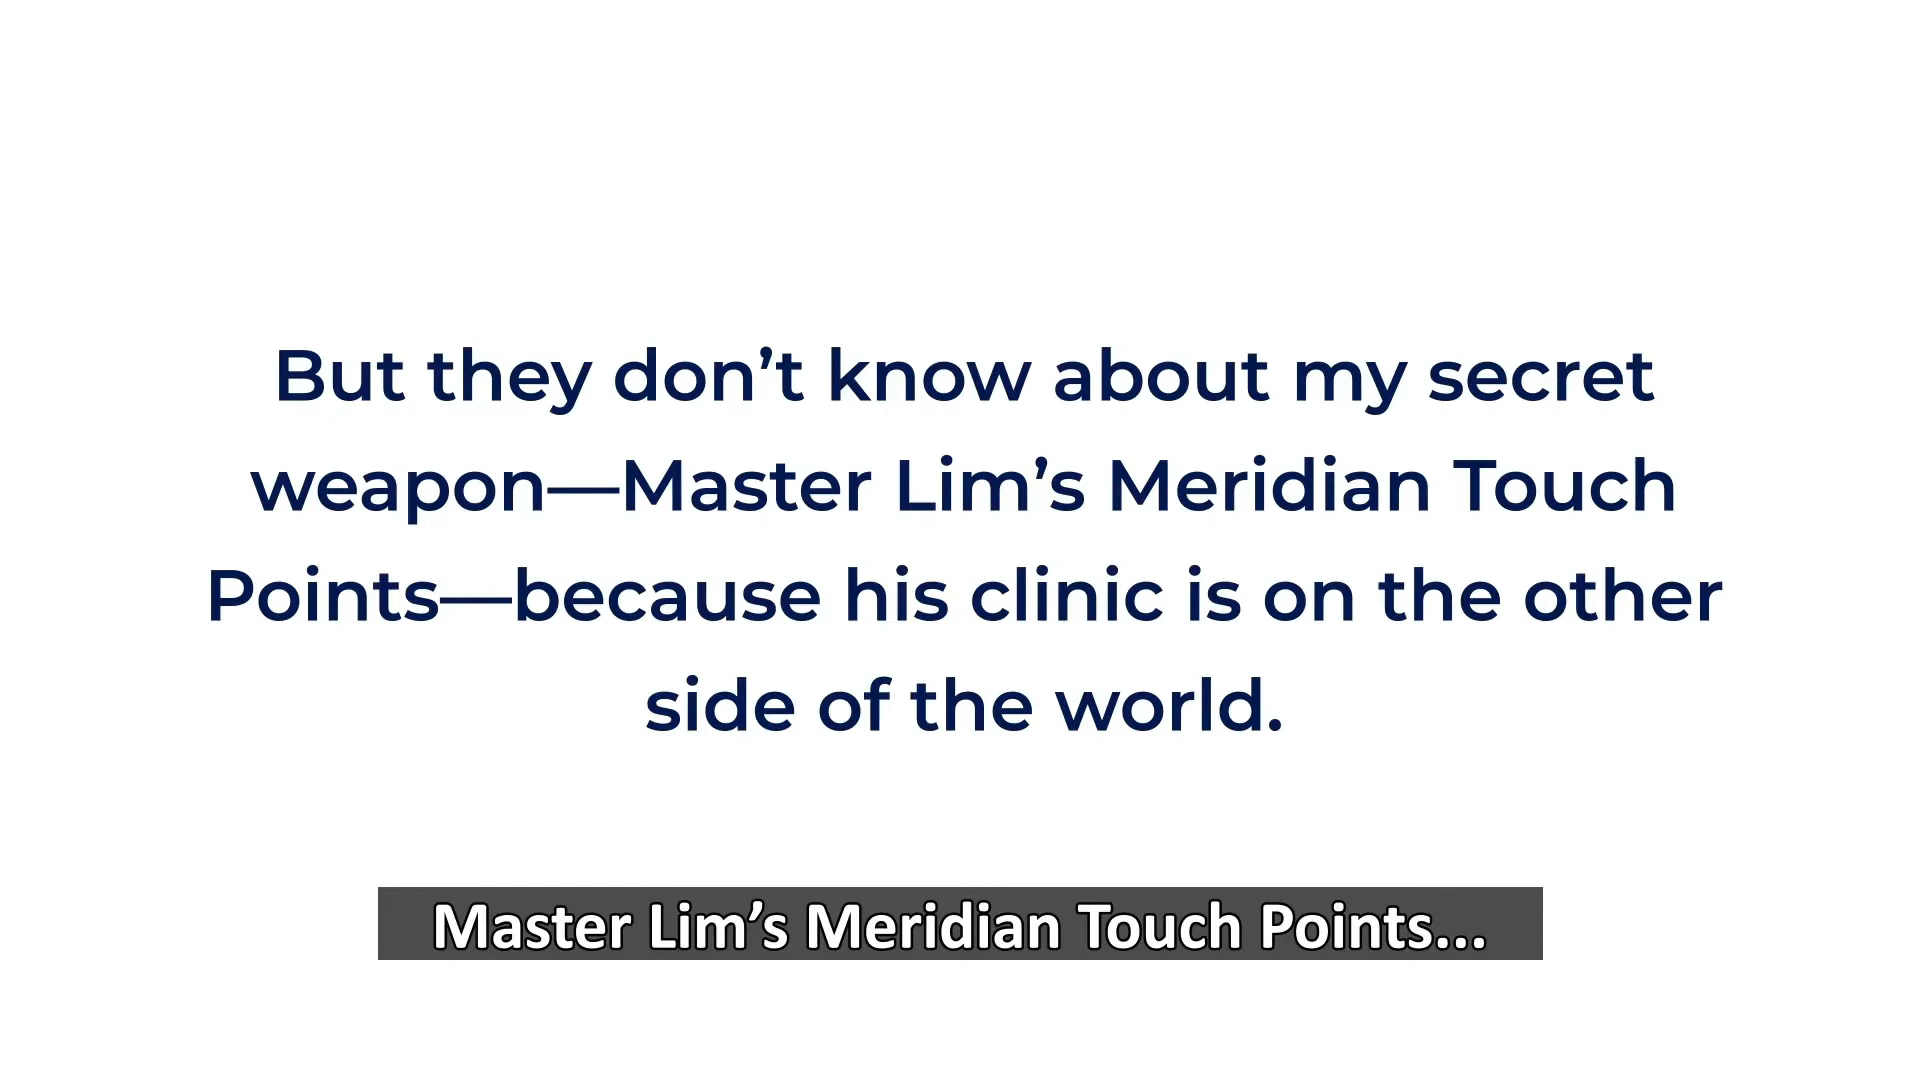 But they don’t know about my secret
weapon—Master Lim’s Meridian Touch
Points—because his clinic is on the other
side of the world.
Master Lim’s Meridian Touch Points...